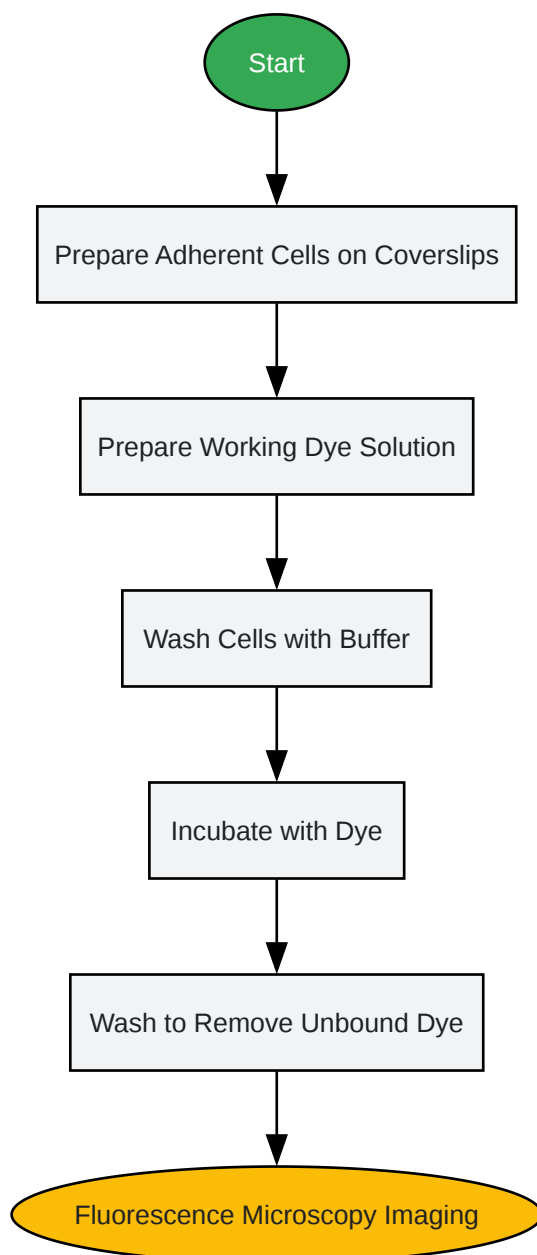 Start
Prepare Adherent Cells on Coverslips
Prepare Working Dye Solution
Wash Cells with Buffer
Incubate with Dye
Wash to Remove Unbound Dye
Fluorescence Microscopy Imaging